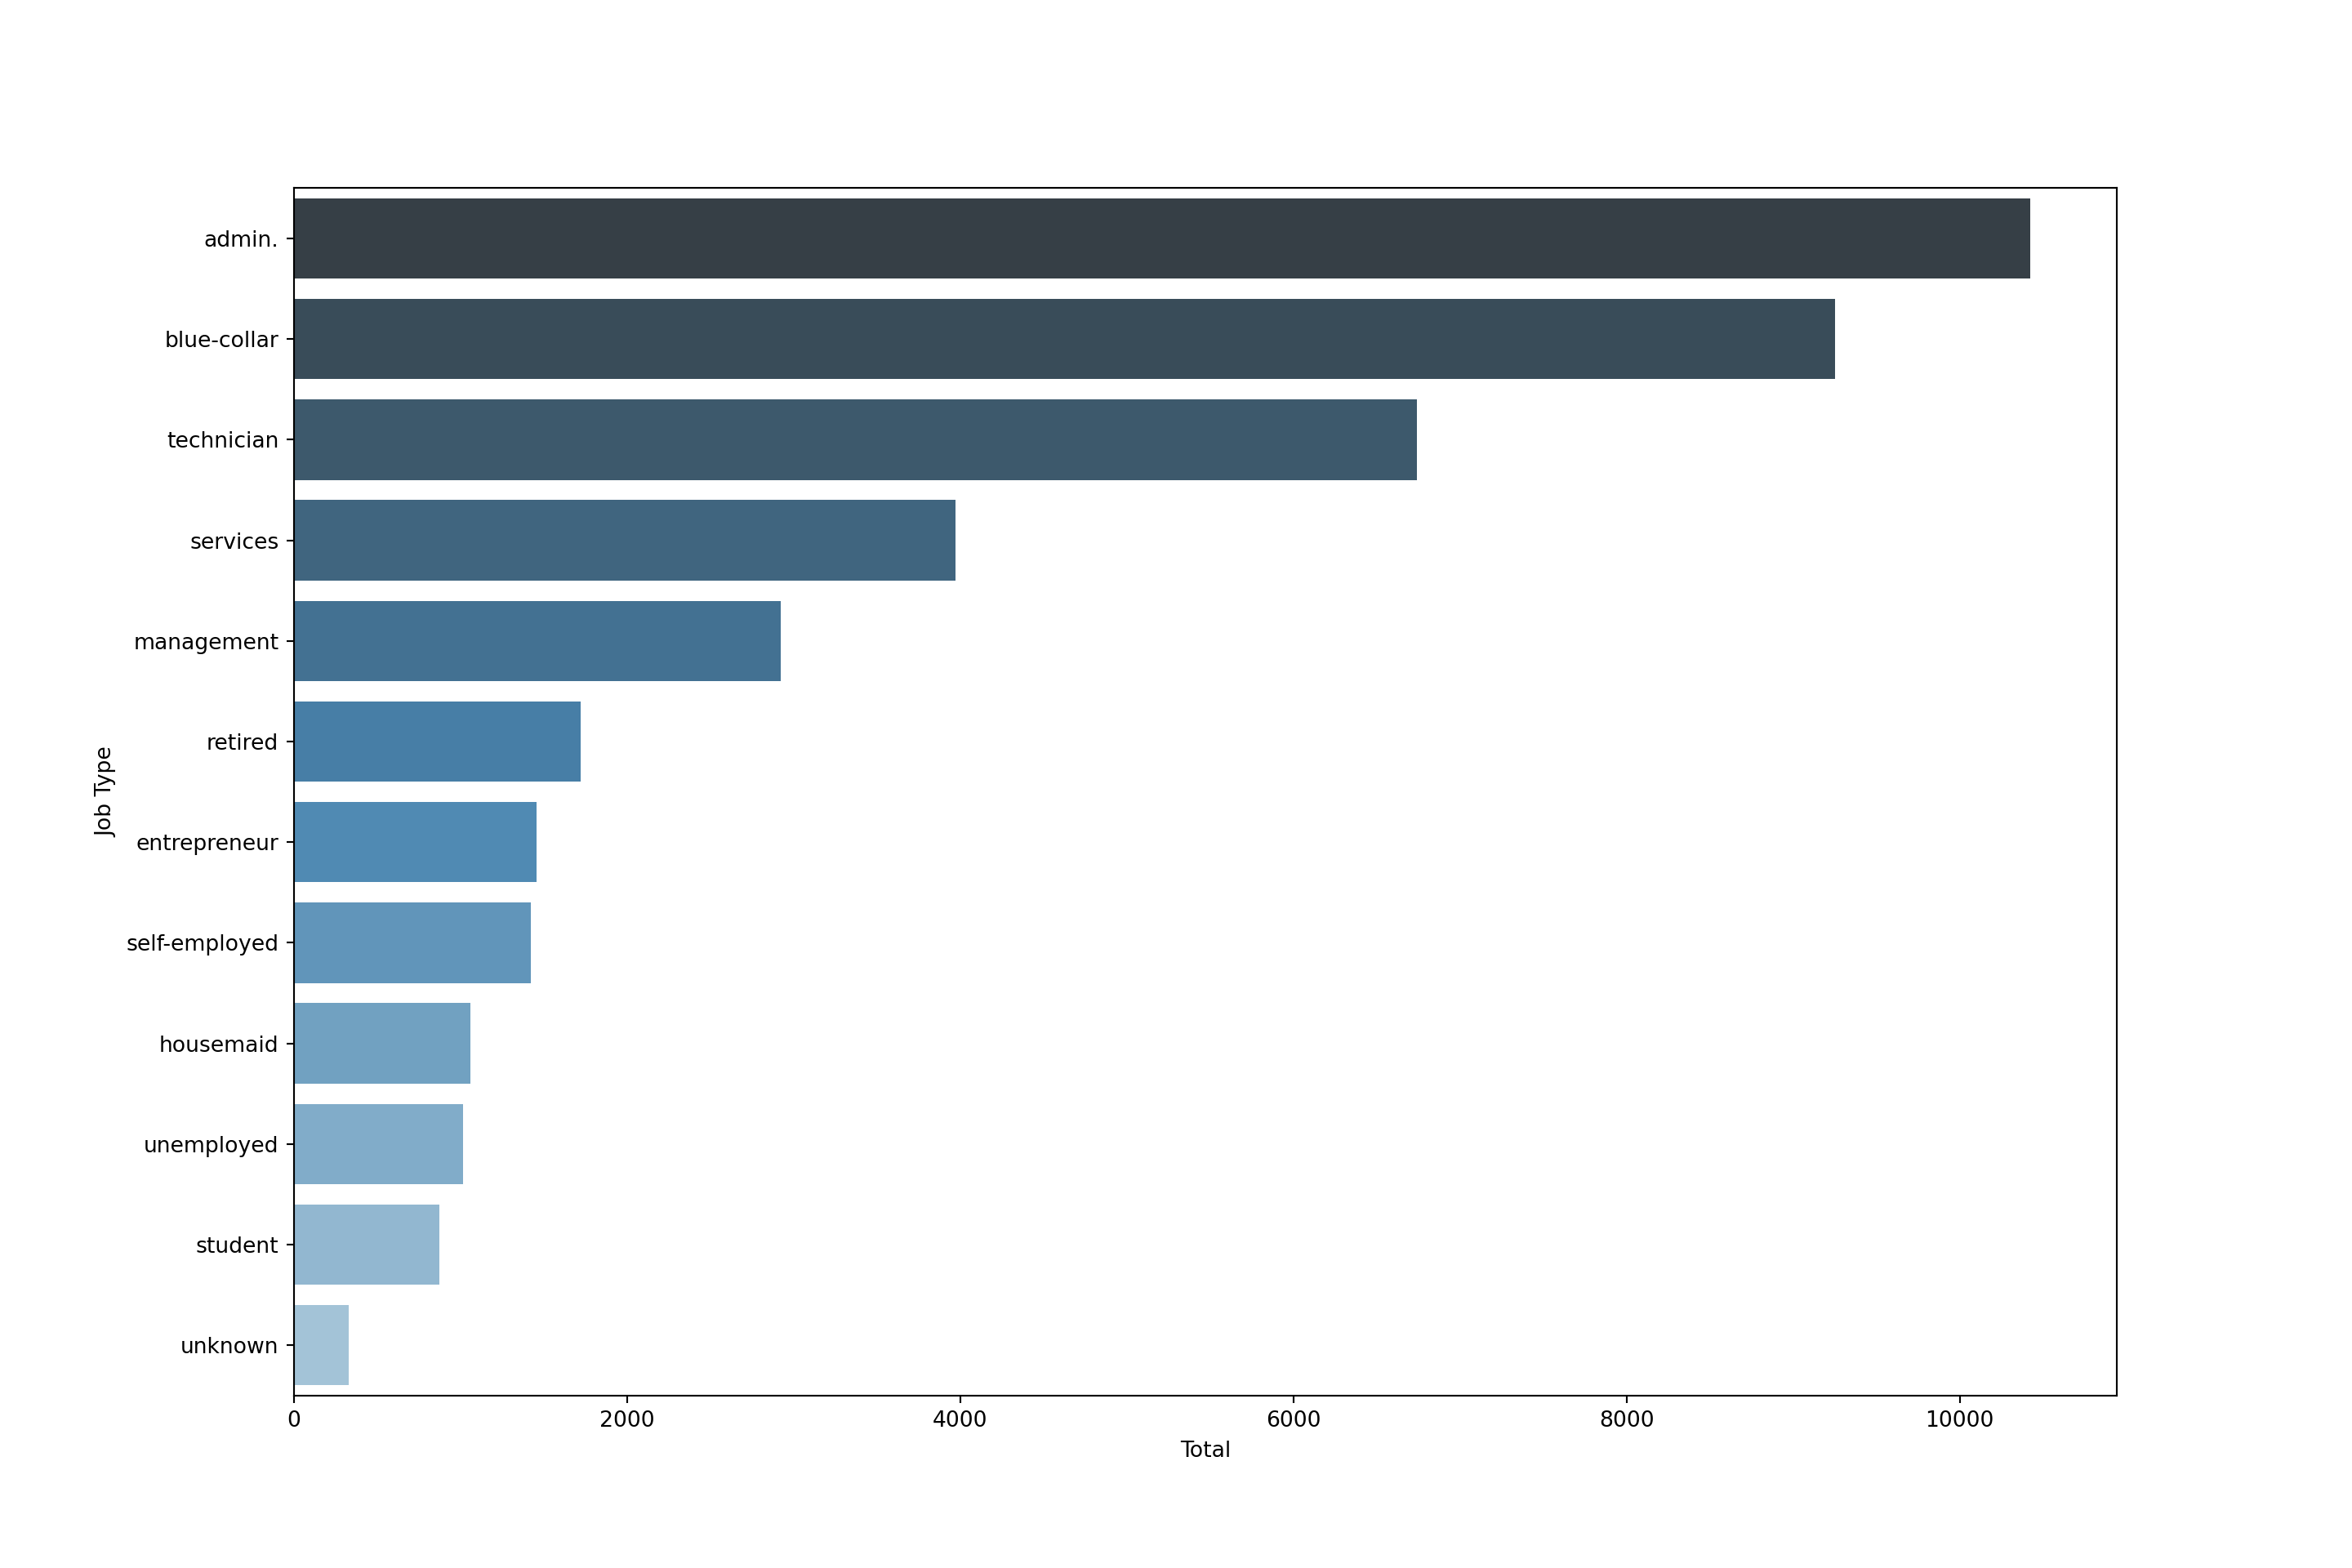 admin.
blue-collar
technician
services
management
retired
entrepreneur
self-employed
housemaid
unemployed
student
unknown
Job Type
0 2000 4000 6000 8000 10000
Total